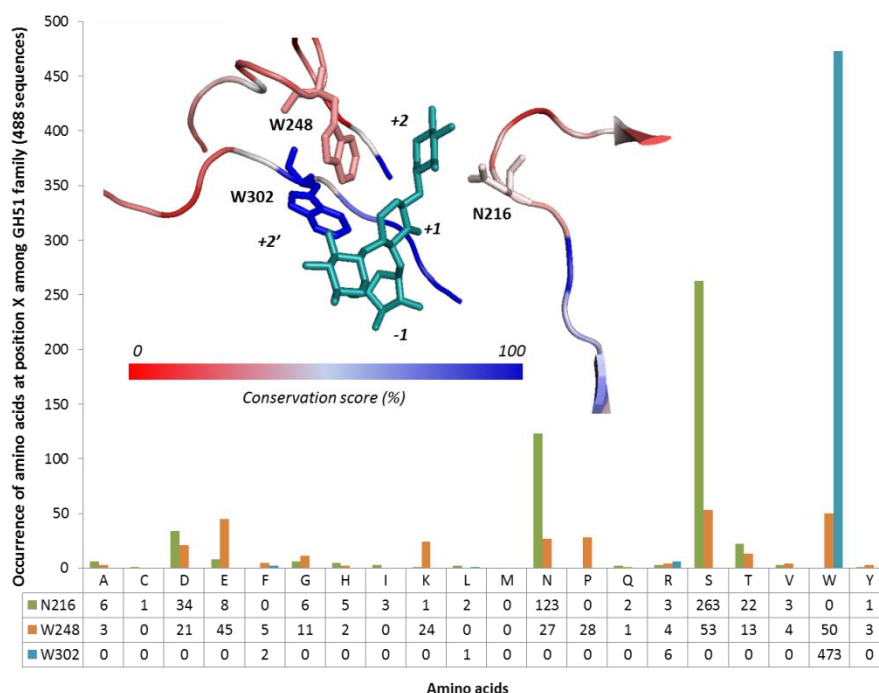 Occurrence of amino acids at position X among GH51 family (488 sequences)
500
450
400
350
300
250
200
150
100
50
0
W248
+2
W302
N216
+2'
+1
-1
0 100
Conservation score (%)
A C D E F G H I K L M N P Q R S T V W Y
N216 6 1 34 8 0 6 5 3 1 2 0 123 0 2 3 263 22 3 0 1
W248 3 0 21 45 5 11 2 0 24 0 0 27 28 1 4 53 13 4 50 3
W302 0 0 0 0 2 0 0 0 0 1 0 0 0 0 6 0 0 0 473 0
Amino acids